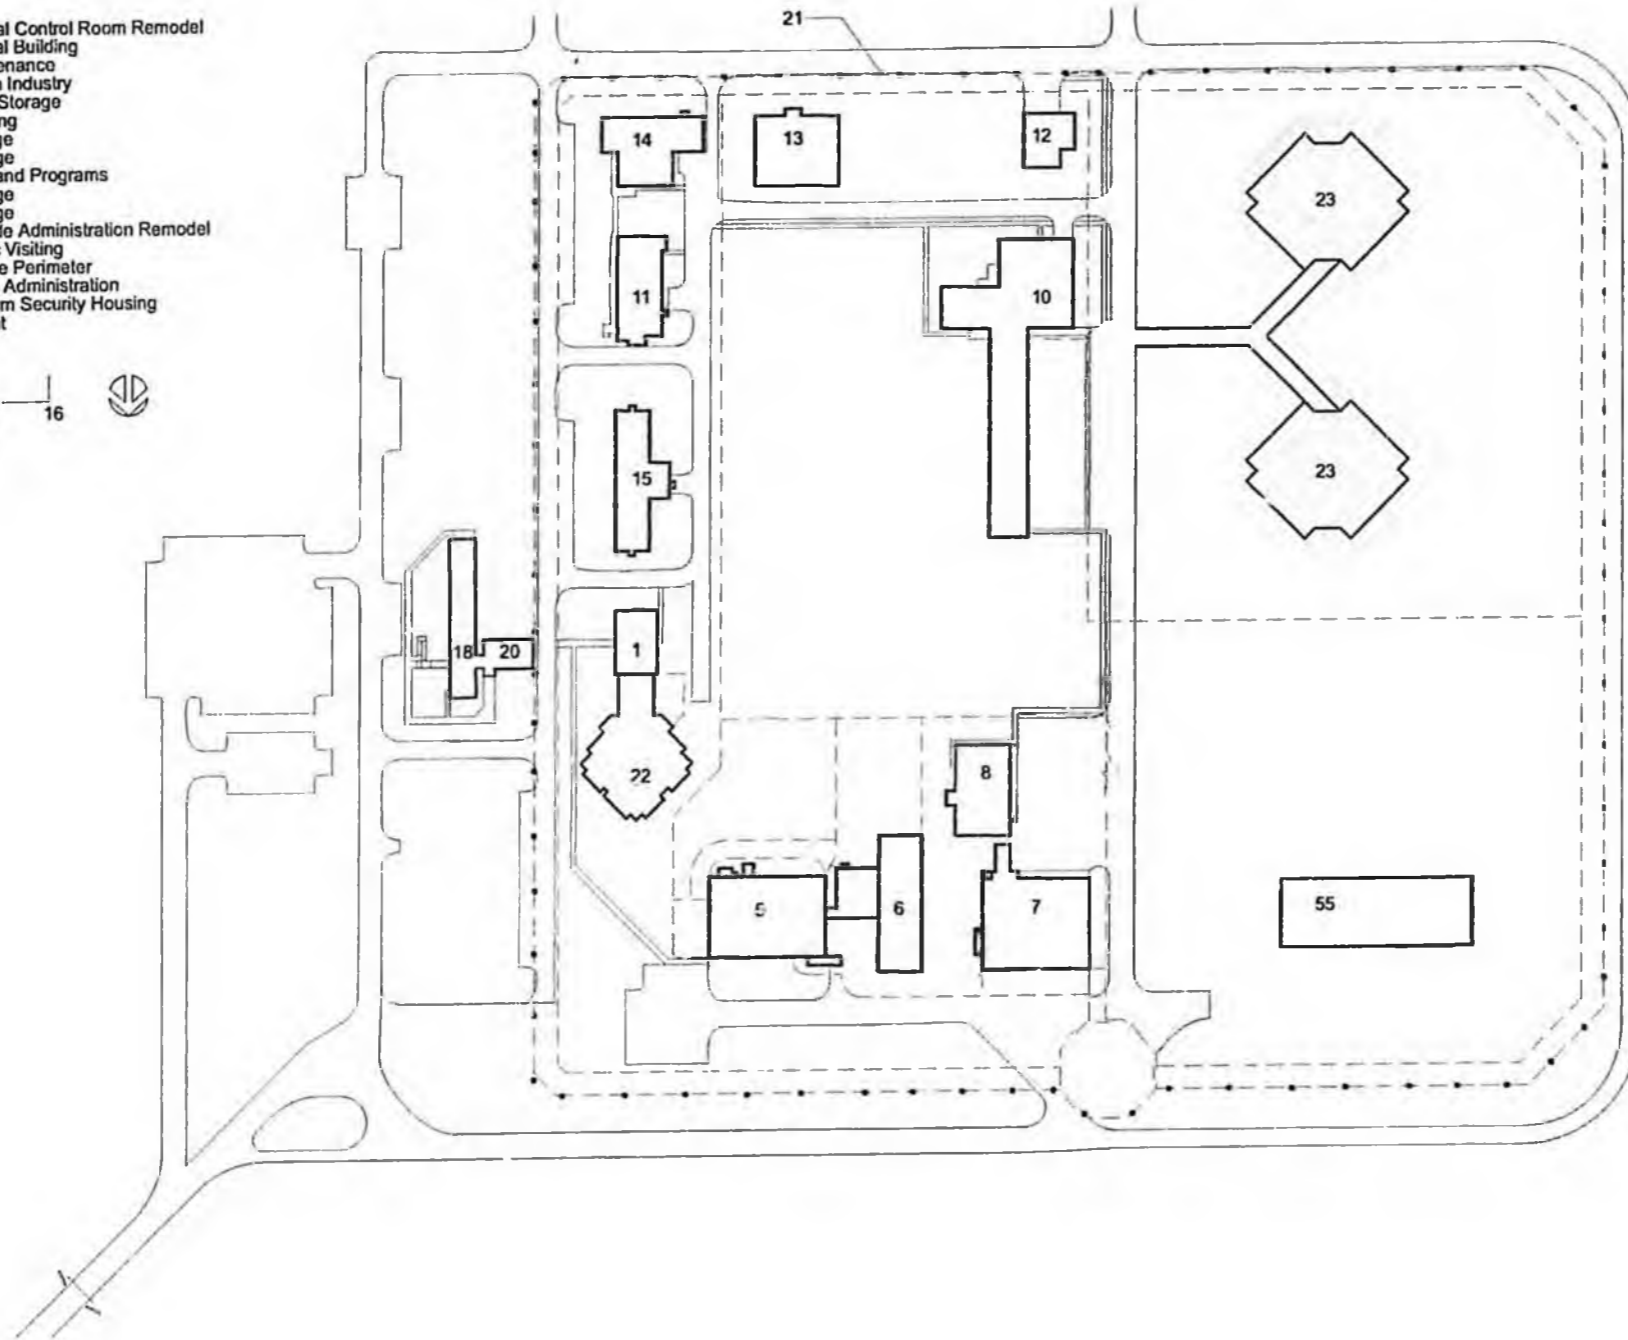 al Control Room Remodel
al Building
enance
Industry
Storage
ng
ge
ge
and Programs
ge
ge
de Administration Remodel
Visiting
e Perimeter
Administration
m Security Housing
t
16
21
14
13
12
23
11
10
15
23
18 20
1
22
8
5
6
7
55